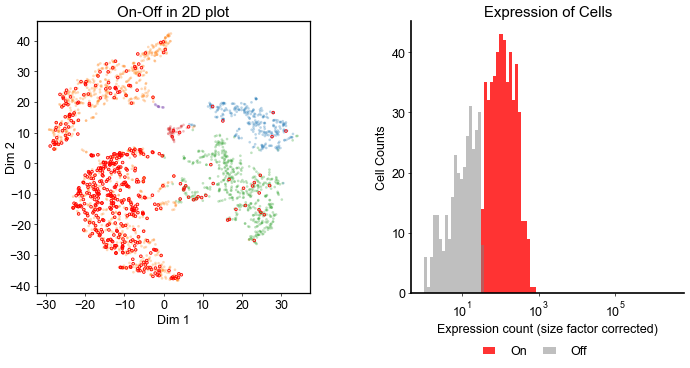 On-Off in 2D plot
Dim 2
40
30
20
10
0
−10
−20
−30
−40
−30 −20 −10 0 10 20 30
Dim 1
Expression of Cells
Cell Counts
40
30
20
10
0
10^1 10^3 10^5
Expression count (size factor corrected)
On Off